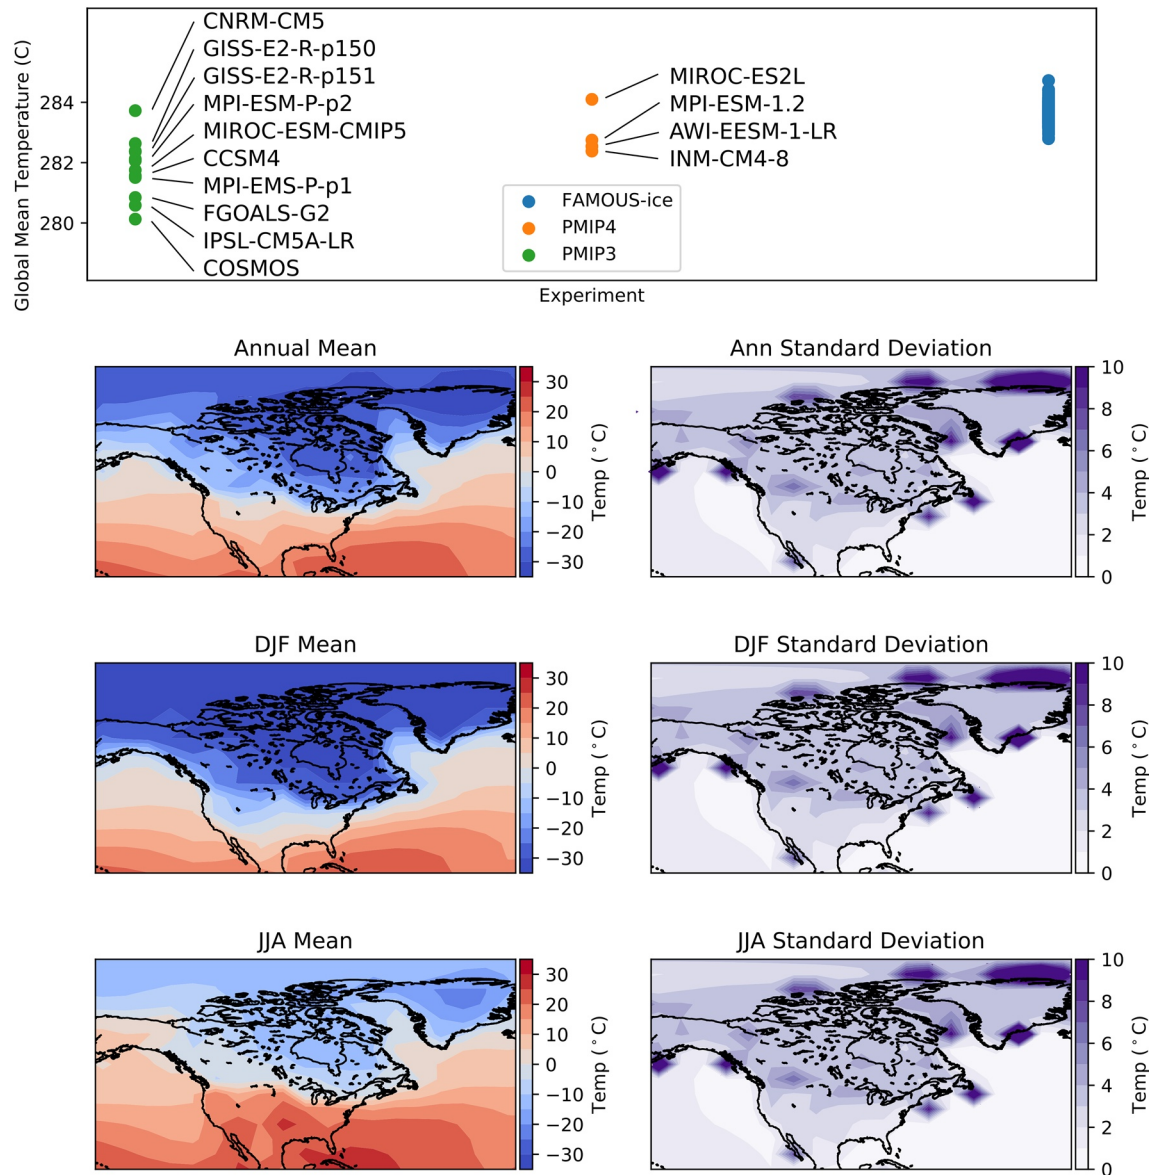 Global Mean Temperature (C)
284
282
280
CNRM-CM5
GISS-E2-R-p150
GISS-E2-R-p151
MPI-ESM-P-p2
MIROC-ESM-CMIP5
CCSM4
MPI-EMS-P-p1
FGOALS-G2
IPSL-CM5A-LR
COSMOS
MIROC-ES2L
MPI-ESM-1.2
AWI-EESM-1-LR
INM-CM4-8
FAMOUS-ice
PMIP4
PMIP3
Experiment
Annual Mean
30
20
10
0
−10
−20
−30
Temp (°C)
Ann Standard Deviation
10
8
6
4
2
0
Temp (°C)
DJF Mean
30
20
10
0
−10
−20
−30
Temp (°C)
DJF Standard Deviation
10
8
6
4
2
0
Temp (°C)
JJA Mean
30
20
10
0
−10
−20
−30
Temp (°C)
JJA Standard Deviation
10
8
6
4
2
0
Temp (°C)